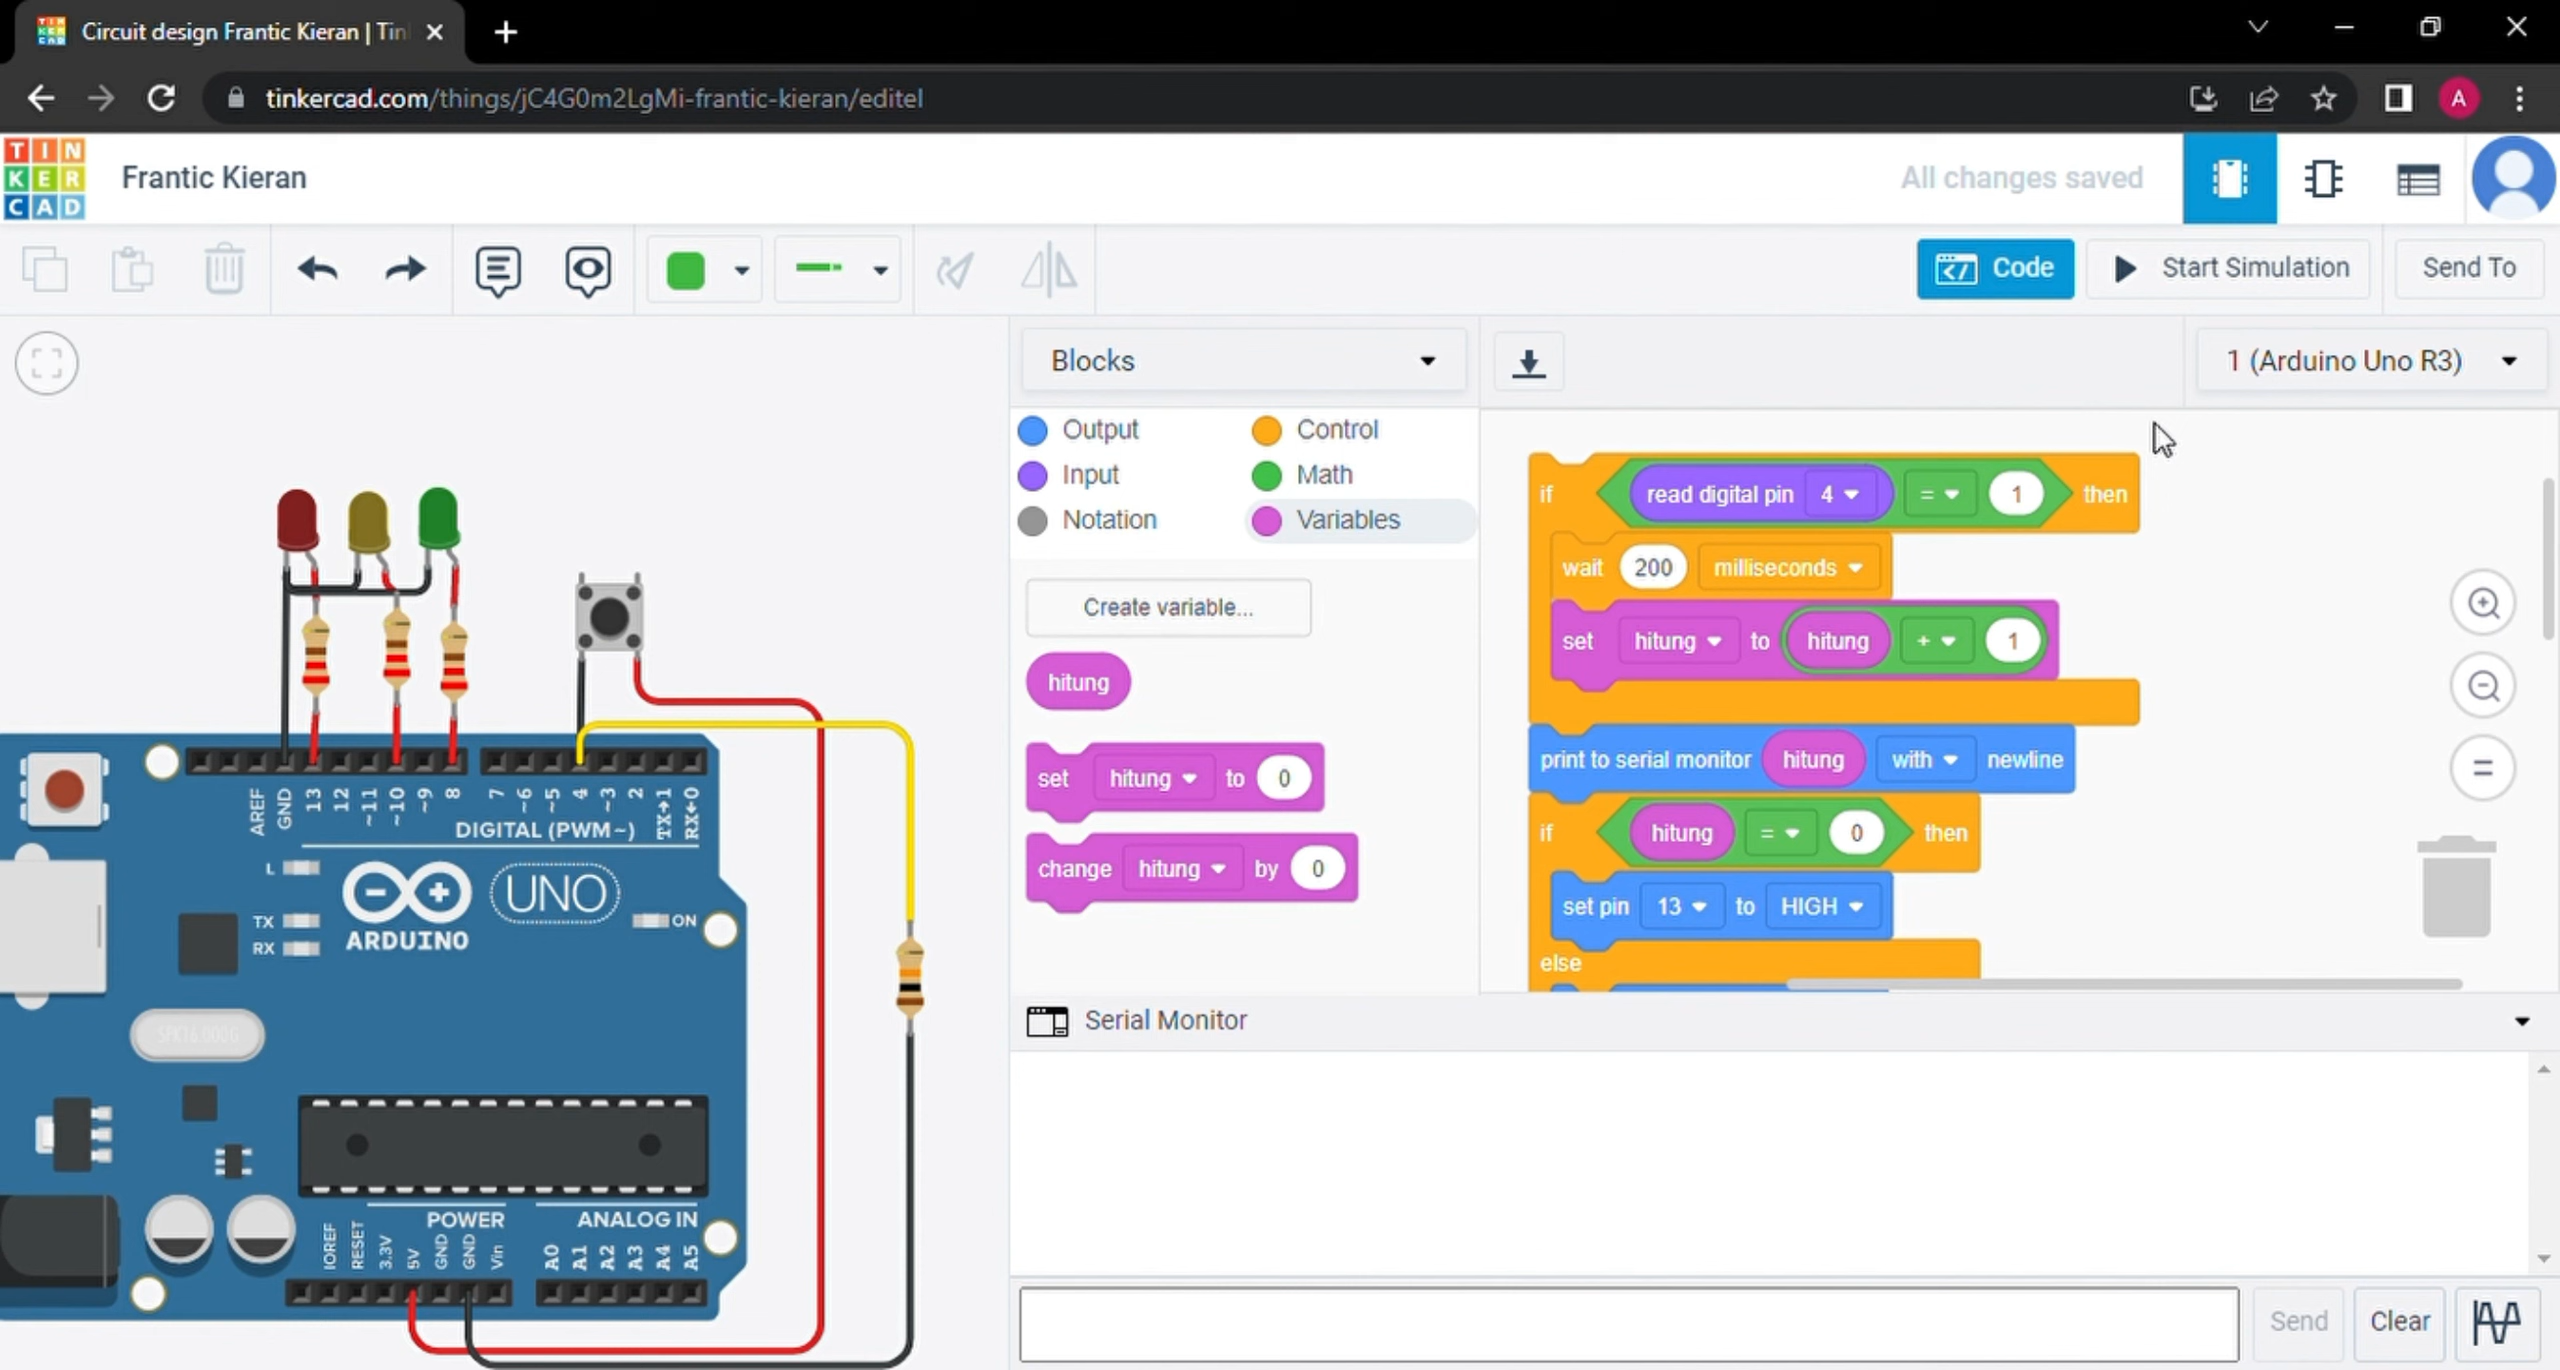 Circuit design Frantic Kieran | Tin
tinkercad.com/things/jC4G0m2LgMi-frantic-kieran/editel
A
TIN
KER
CAD
Frantic Kieran
All changes saved
Code
Start Simulation
Send To
Blocks
1 (Arduino Uno R3)
Output
Control
Input
Math
Notation
Variables
Create variable...
hitung
set hitung to 0
change hitung by 0
if read digital pin 4 = 1 then
wait 200 milliseconds
set hitung to hitung + 1
print to serial monitor hitung with newline
if hitung = 0 then
set pin 13 to HIGH
else
AREF GND 13 12 ~11 ~10 ~9 8 7 ~6 ~5 4 ~3 2 TX→1 RX←0
DIGITAL (PWM~)
L
TX
RX
UNO
ARDUINO
ON
SPK16.000G
POWER
ANALOG IN
IOREF RESET 3.3V 5V GND GND Vin A0 A1 A2 A3 A4 A5
Serial Monitor
Send
Clear